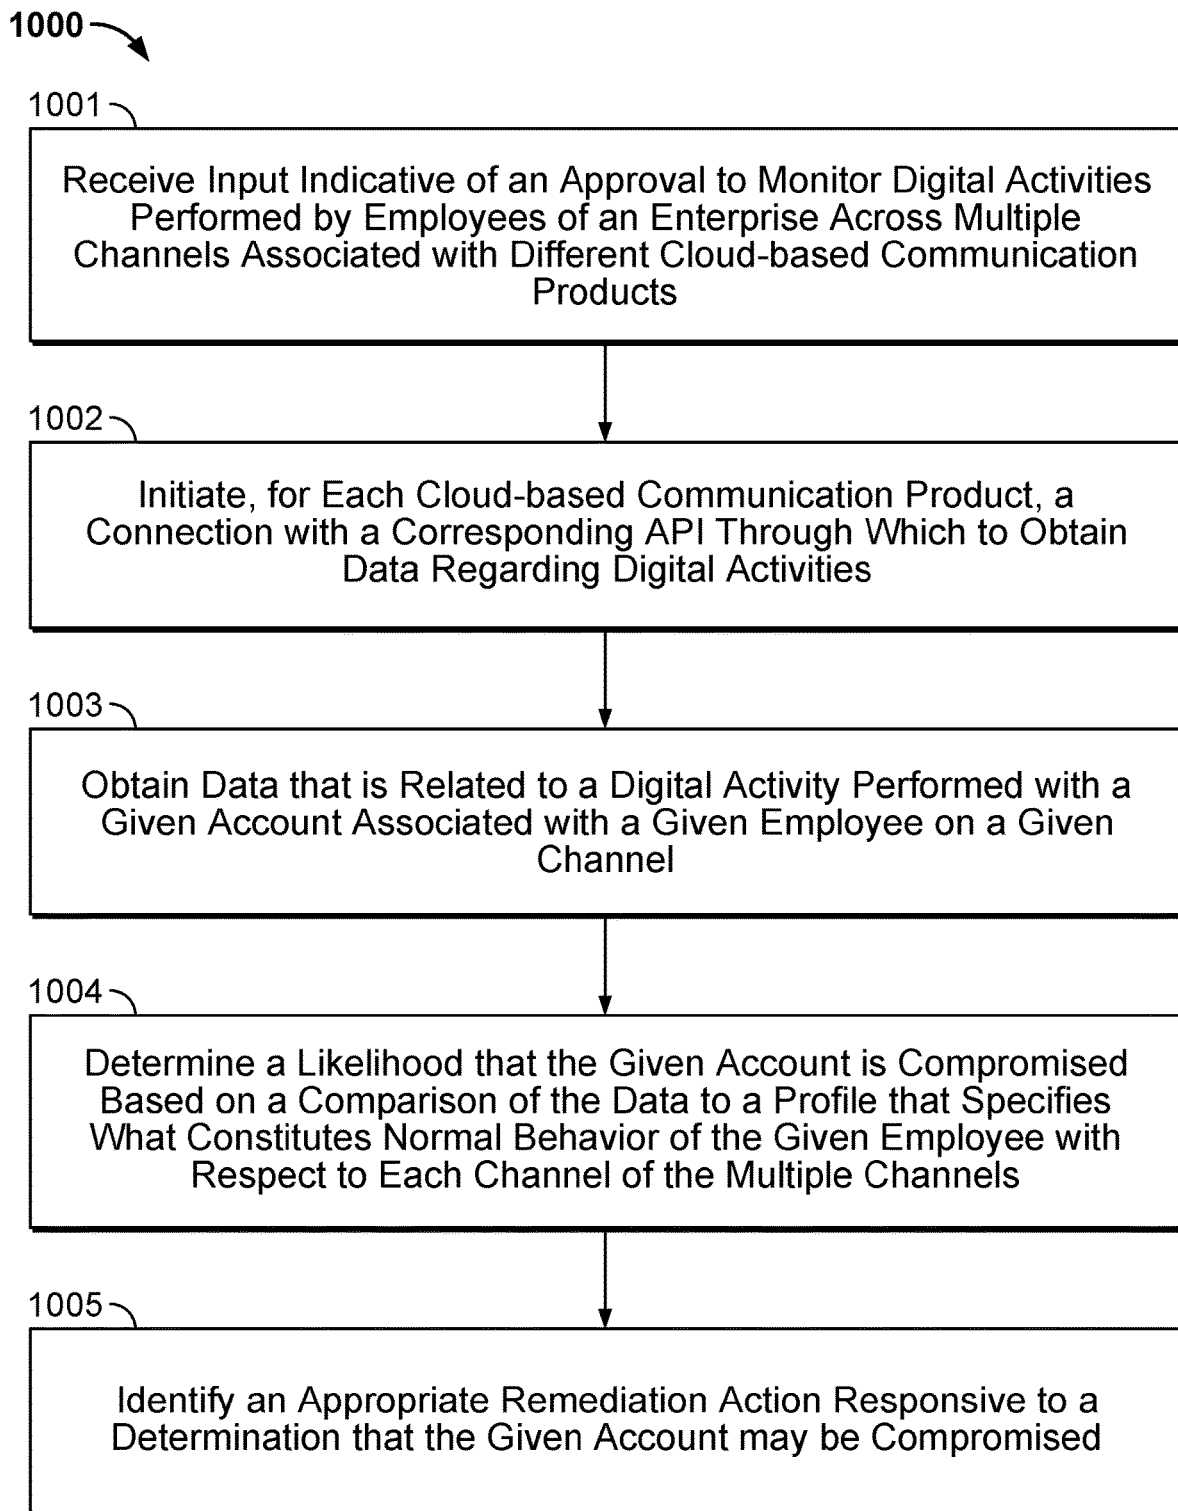 1000
1001
Receive Input Indicative of an Approval to Monitor Digital Activities
Performed by Employees of an Enterprise Across Multiple
Channels Associated with Different Cloud-based Communication
Products
1002
Initiate, for Each Cloud-based Communication Product, a
Connection with a Corresponding API Through Which to Obtain
Data Regarding Digital Activities
1003
Obtain Data that is Related to a Digital Activity Performed with a
Given Account Associated with a Given Employee on a Given
Channel
1004
Determine a Likelihood that the Given Account is Compromised
Based on a Comparison of the Data to a Profile that Specifies
What Constitutes Normal Behavior of the Given Employee with
Respect to Each Channel of the Multiple Channels
1005
Identify an Appropriate Remediation Action Responsive to a
Determination that the Given Account may be Compromised